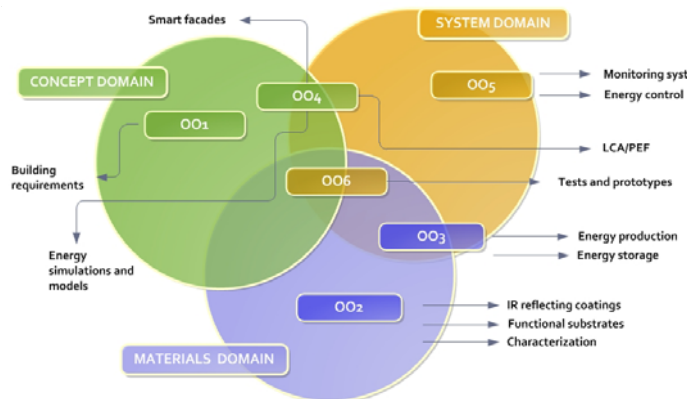 Smart facades
SYSTEM DOMAIN
CONCEPT DOMAIN
OO4
OO5
Monitoring syst
Energy control
OO1
LCA/PEF
Building
requirements
OO6
Tests and prototypes
OO3
Energy production
Energy storage
Energy
simulations and
models
OO2
IR reflecting coatings
Functional substrates
Characterization
MATERIALS DOMAIN